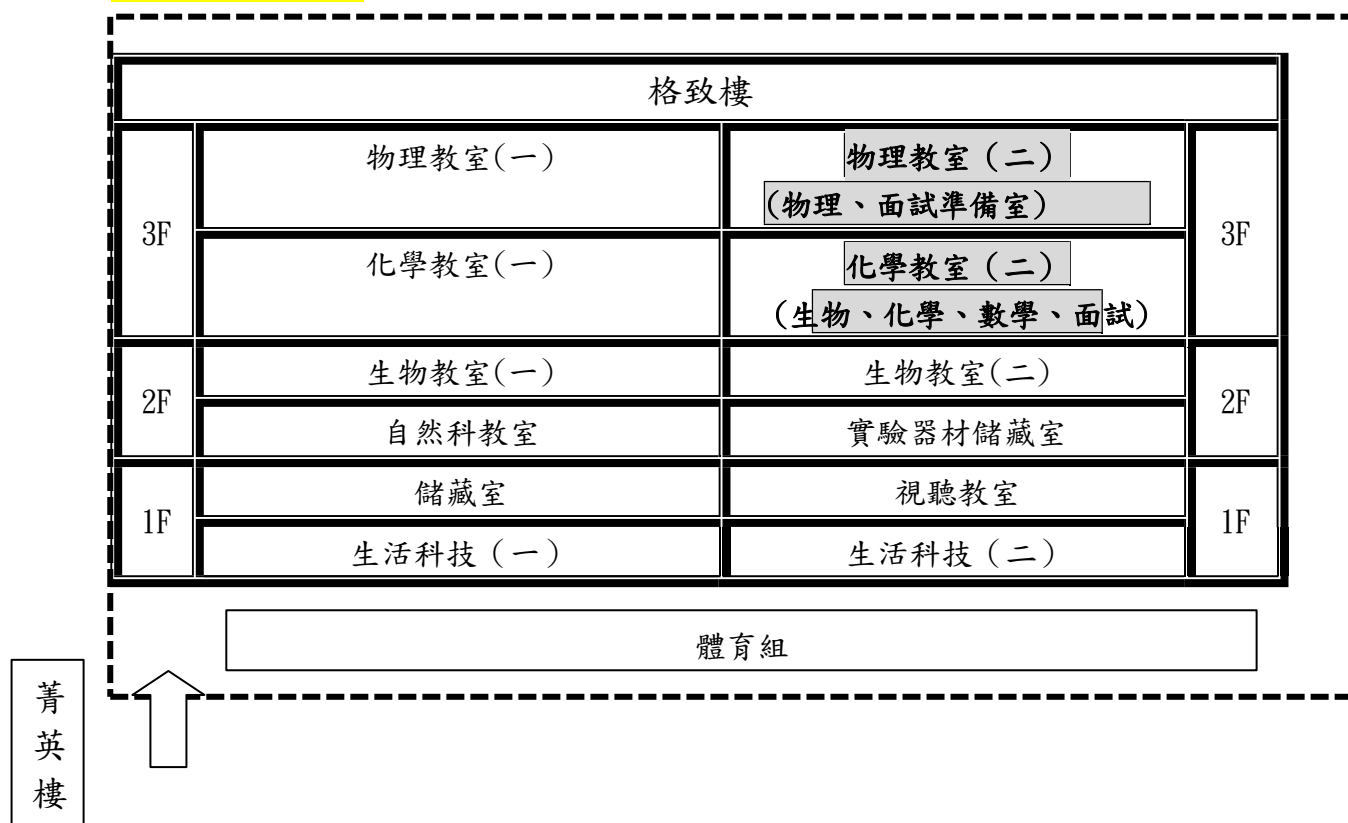 格致樓
3F
物理教室(一)
物理教室（二）
(物理、面試準備室)
3F
化學教室(一)
化學教室（二）
(生物、化學、數學、面試)
2F
生物教室(一)
生物教室(二)
2F
自然科教室
實驗器材儲藏室
1F
儲藏室
視聽教室
1F
生活科技（一）
生活科技（二）
體育組
菁英樓